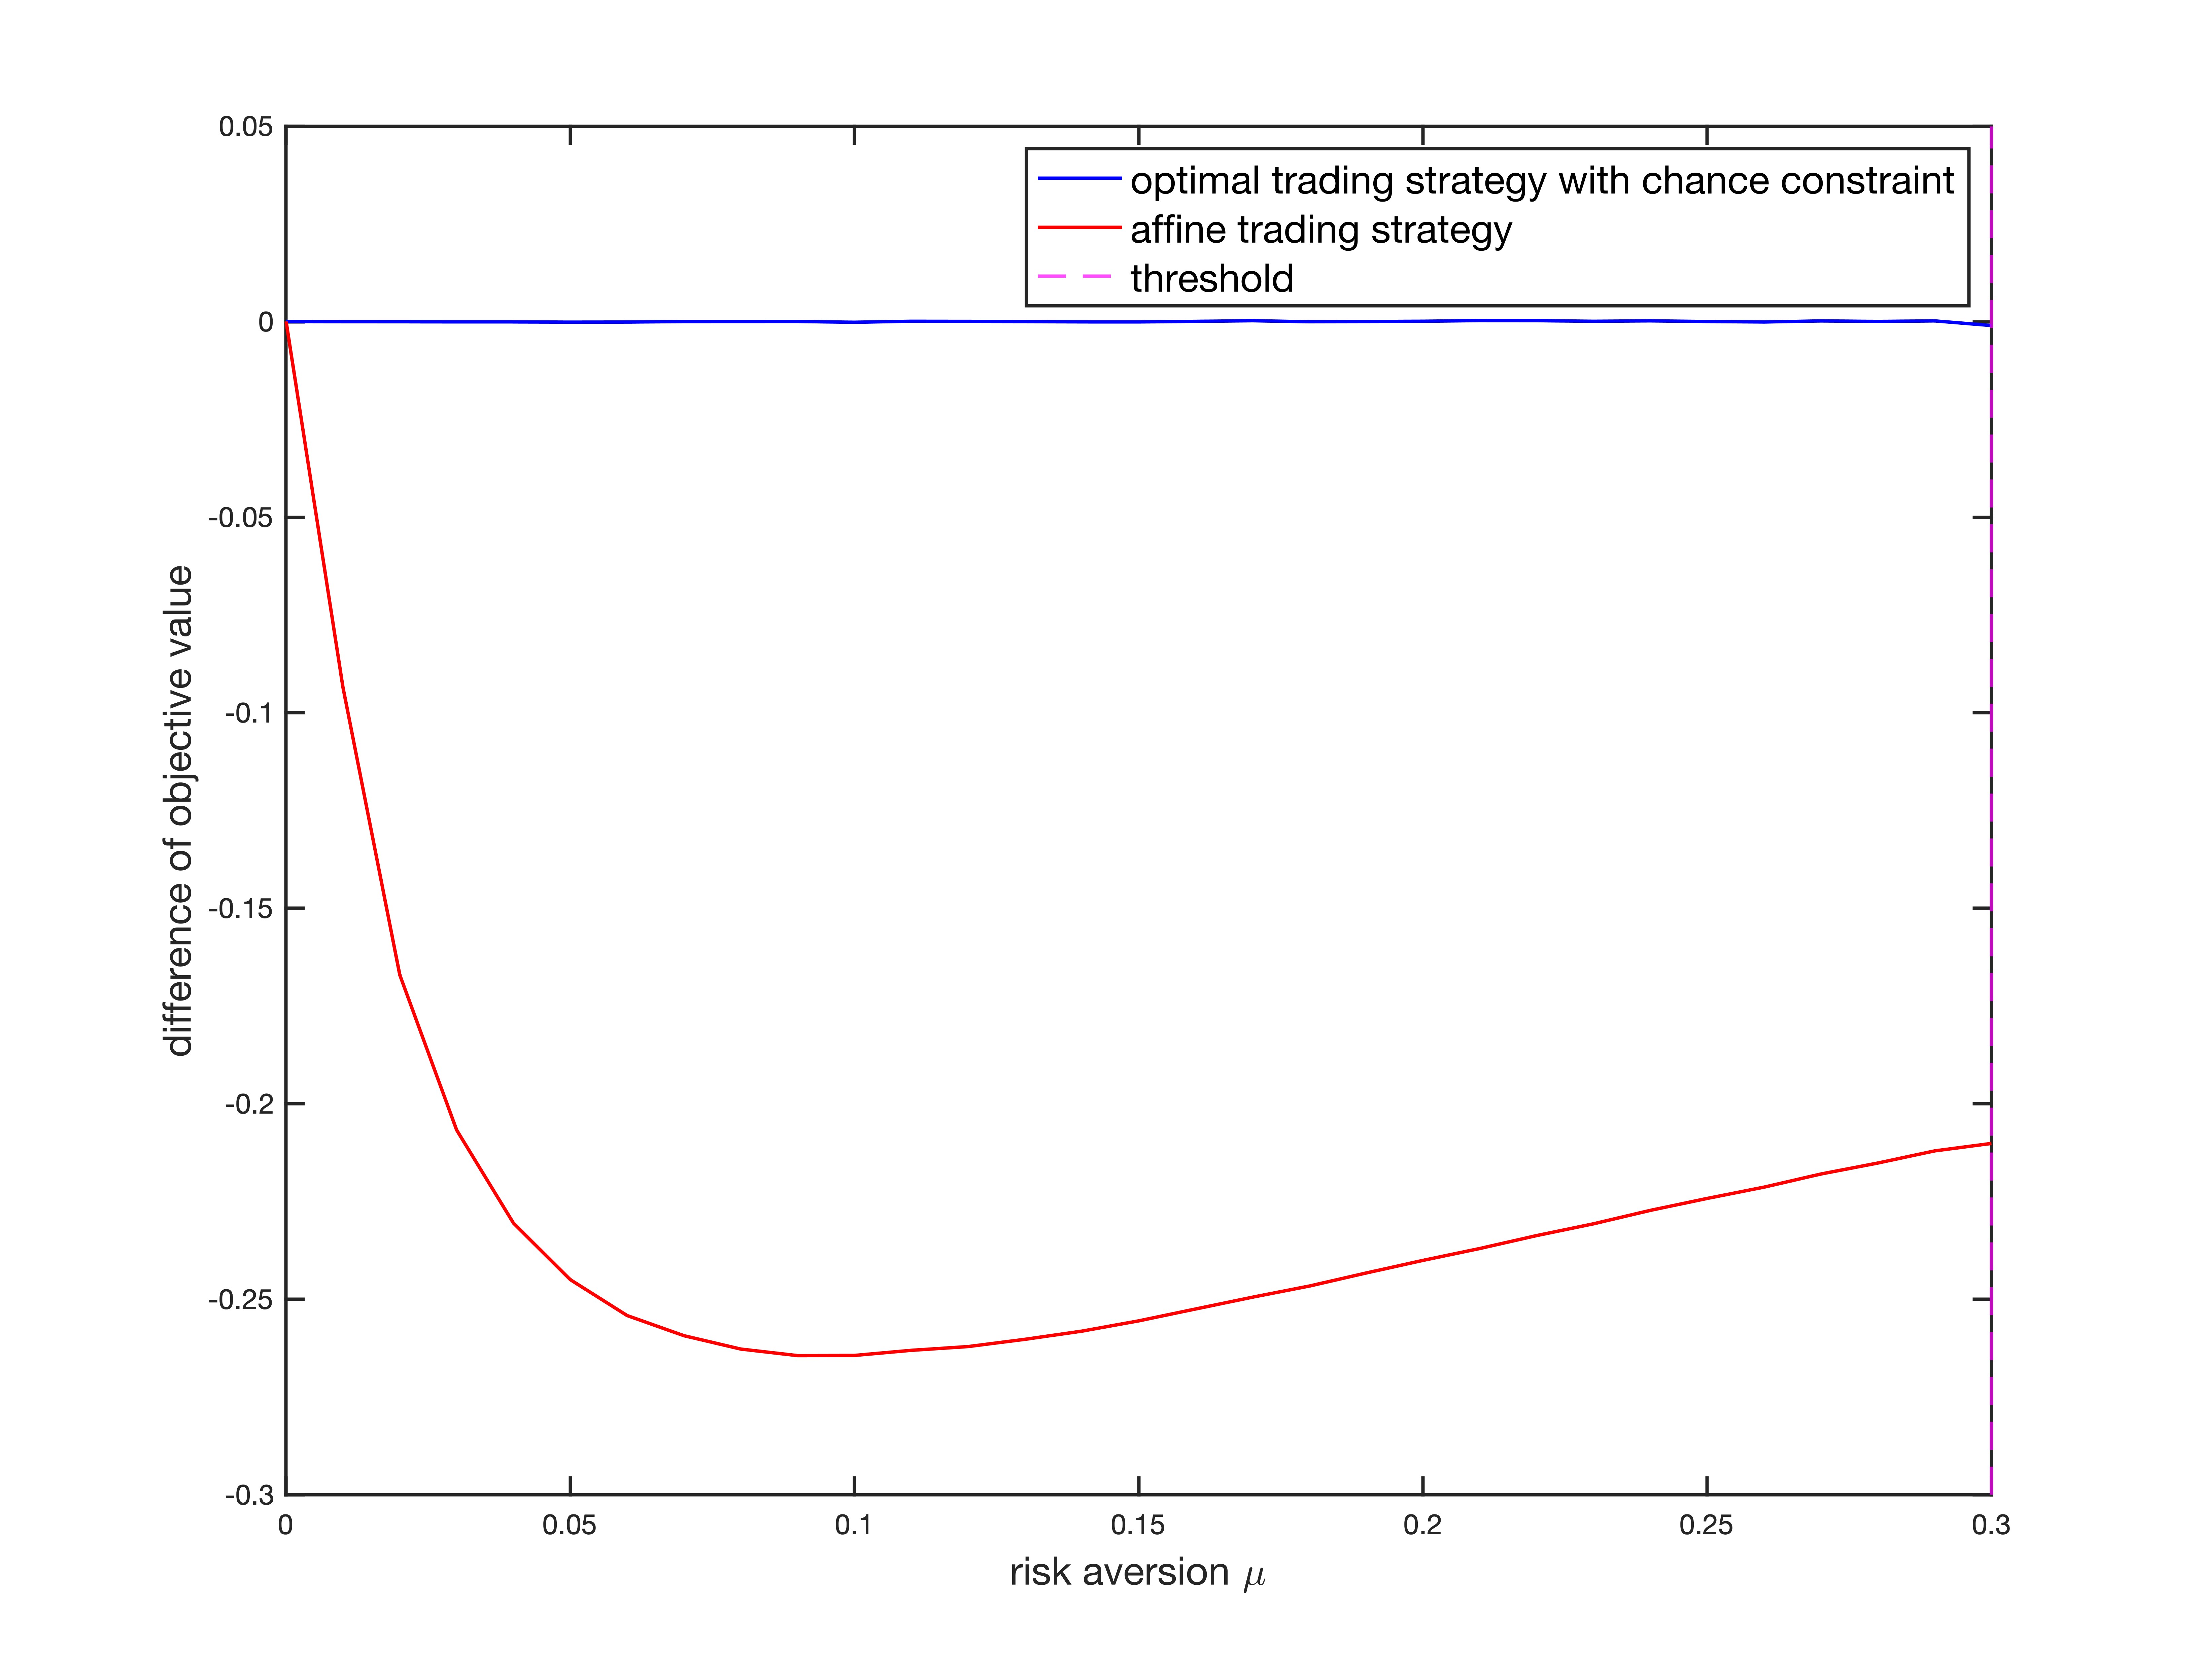 0.05
0
-0.05
-0.1
-0.15
-0.2
-0.25
-0.3
difference of objective value
optimal trading strategy with chance constraint
affine trading strategy
threshold
0 0.05 0.1 0.15 0.2 0.25 0.3
risk aversion μ